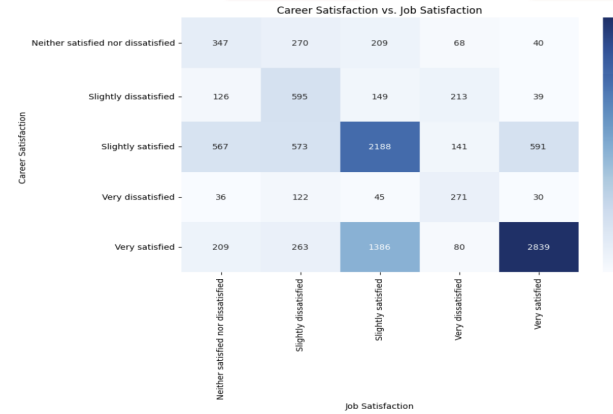 Career Satisfaction vs. Job Satisfaction
Neither satisfied nor dissatisfied - 347 270 209 68 40
Slightly dissatisfied - 126 595 149 213 39
Slightly satisfied - 567 573 2188 141 591
Very dissatisfied - 36 122 45 271 30
Very satisfied - 209 263 1386 80 2839
Career Satisfaction
Neither satisfied nor dissatisfied
Slightly dissatisfied
Slightly satisfied
Very dissatisfied
Very satisfied
Job Satisfaction